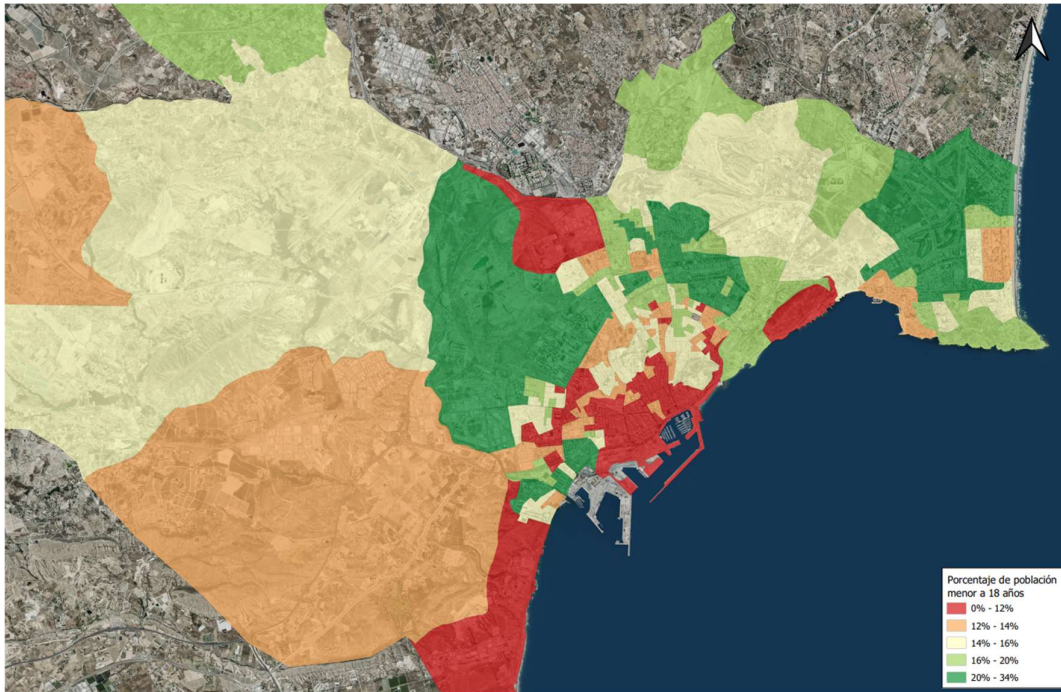 Porcentaje de población
menor a 18 años
0% - 12%
12% - 14%
14% - 16%
16% - 20%
20% - 34%